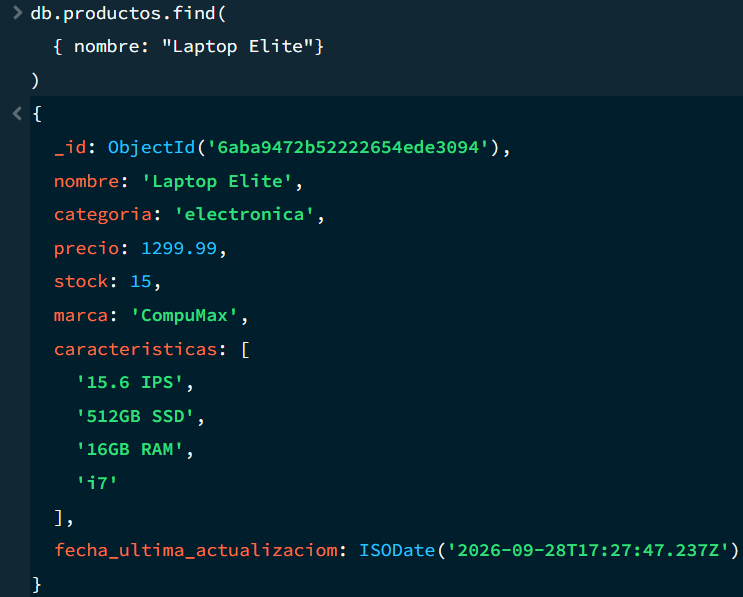 db.productos.find(
{ nombre: "Laptop Elite"}
)
{
_id: ObjectId('6aba9472b52222654ede3094'),
nombre: 'Laptop Elite',
categoria: 'electronica',
precio: 1299.99,
stock: 15,
marca: 'CompuMax',
caracteristicas: [
'15.6 IPS',
'512GB SSD',
'16GB RAM',
'i7'
],
fecha_ultima_actualizaciom: ISODate('2026-09-28T17:27:47.237Z')
}